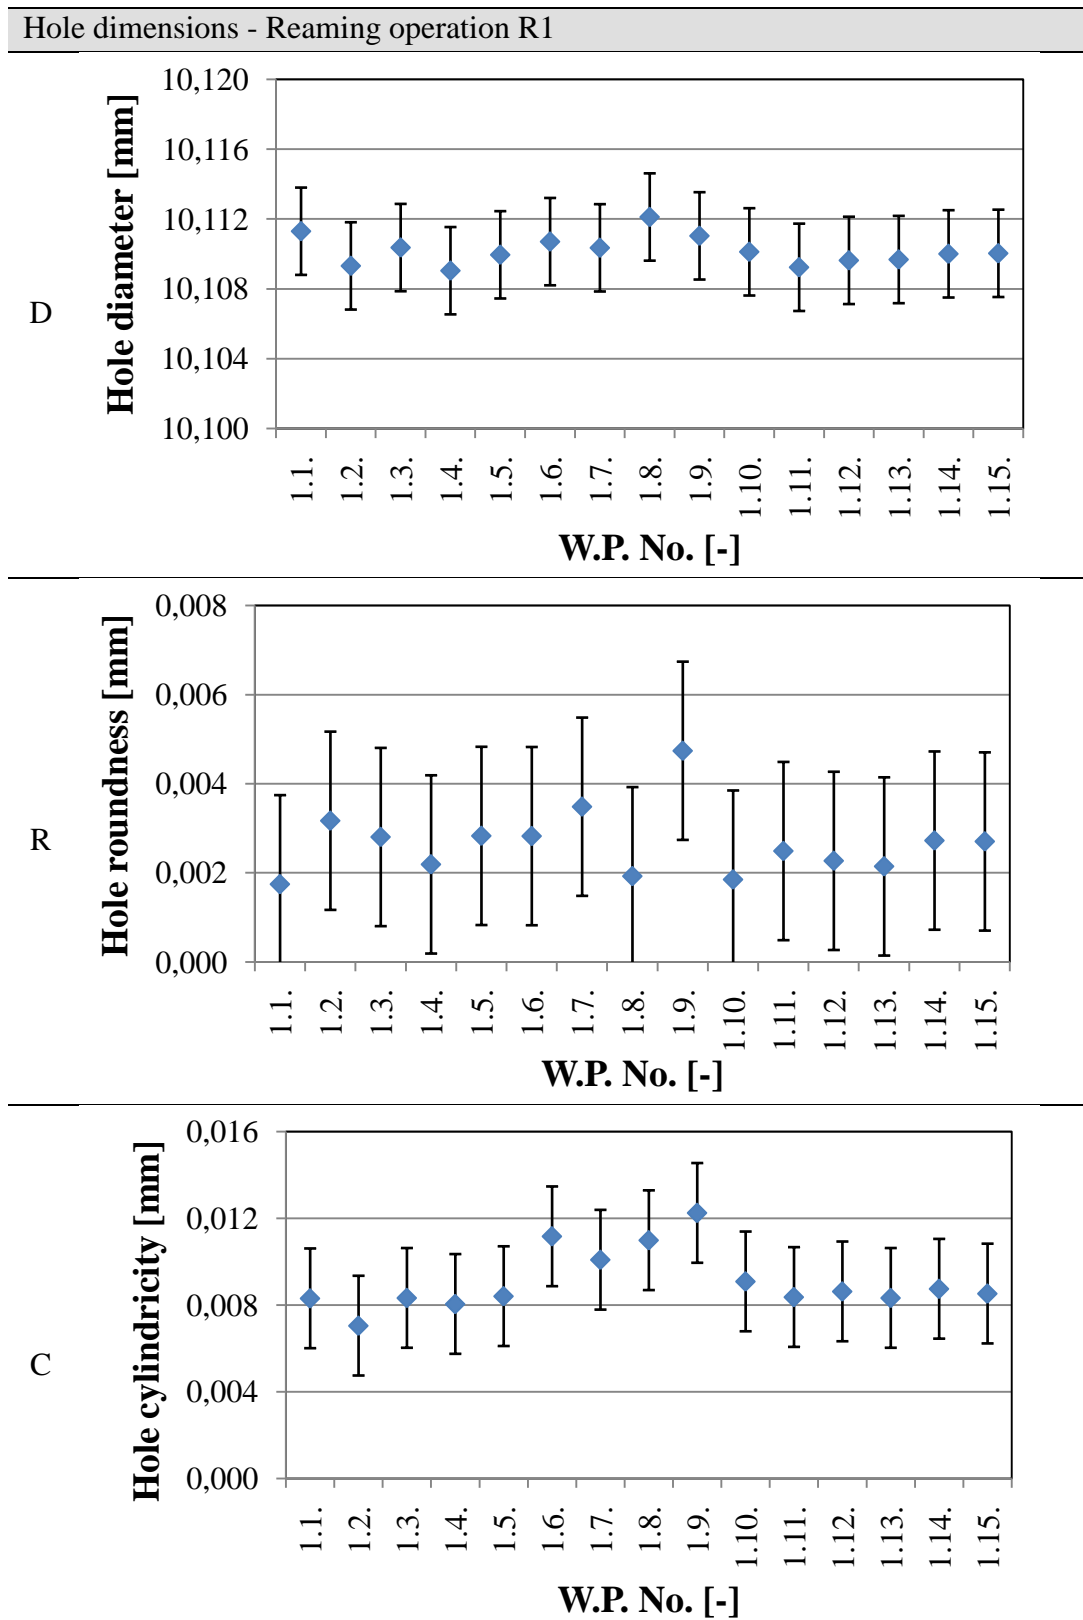 Hole dimensions - Reaming operation R1
D
Hole diameter [mm]
10,120
10,116
10,112
10,108
10,104
10,100
1.1. 1.2. 1.3. 1.4. 1.5. 1.6. 1.7. 1.8. 1.9. 1.10. 1.11. 1.12. 1.13. 1.14. 1.15.
W.P. No. [-]
R
Hole roundness [mm]
0,008
0,006
0,004
0,002
0,000
1.1. 1.2. 1.3. 1.4. 1.5. 1.6. 1.7. 1.8. 1.9. 1.10. 1.11. 1.12. 1.13. 1.14. 1.15.
W.P. No. [-]
C
Hole cylindricity [mm]
0,016
0,012
0,008
0,004
0,000
1.1. 1.2. 1.3. 1.4. 1.5. 1.6. 1.7. 1.8. 1.9. 1.10. 1.11. 1.12. 1.13. 1.14. 1.15.
W.P. No. [-]